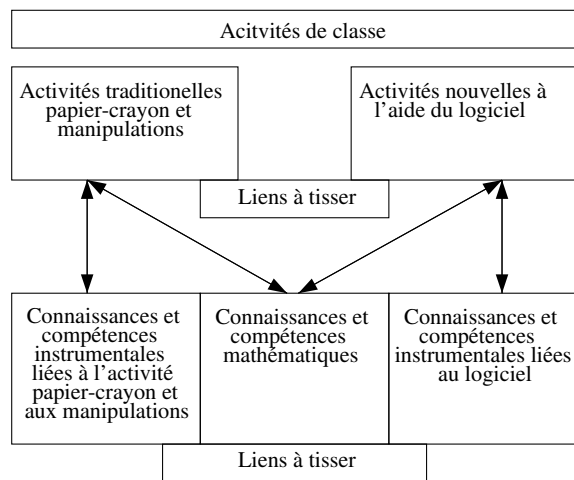 Acitvités de classe
Activités traditionelles
papier-crayon et
manipulations
Activités nouvelles à
l'aide du logiciel
Liens à tisser
Connaissances et
compétences
instrumentales
liées à l'activité
papier-crayon et
aux manipulations
Connaissances et
compétences
mathématiques
Connaissances et
compétences
instrumentales liées
au logiciel
Liens à tisser